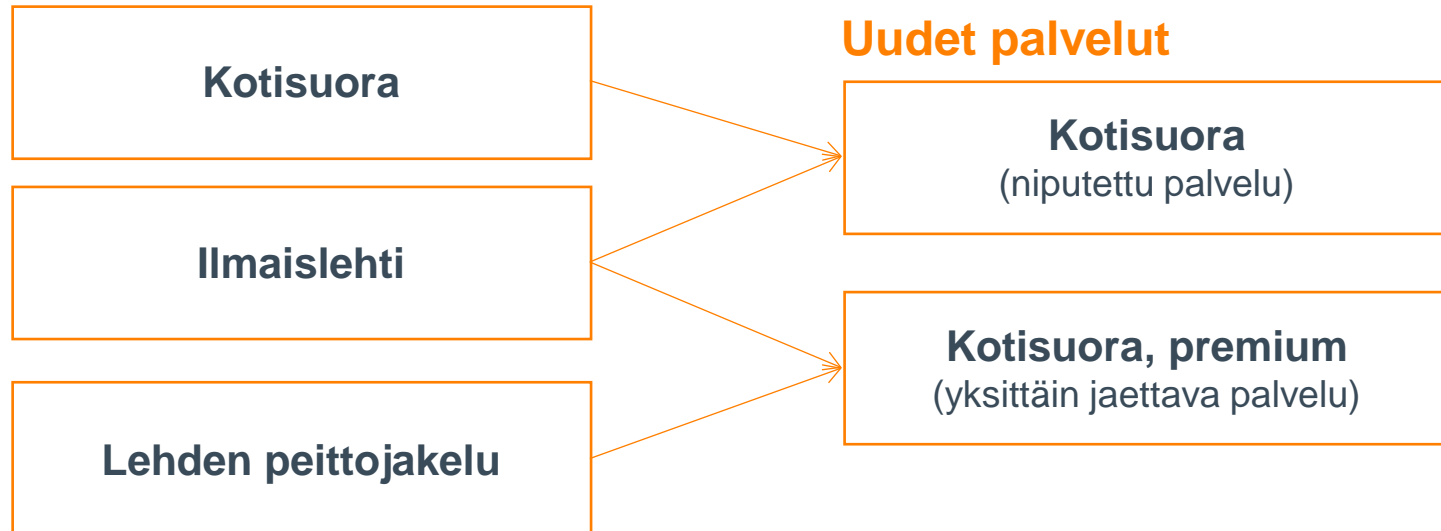 Kotisuora
Ilmaislehti
Lehden peittojakelu
Uudet palvelut
Kotisuora
(niputettu palvelu)
Kotisuora, premium
(yksittäin jaettava palvelu)